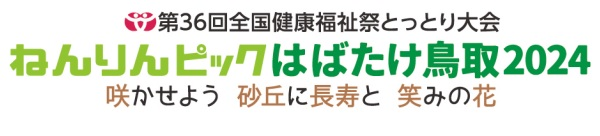 第36回全国健康福祉祭とっとり大会
ねんりんピックはばたけ鳥取2024
咲かせよう 砂丘に長寿と 笑みの花